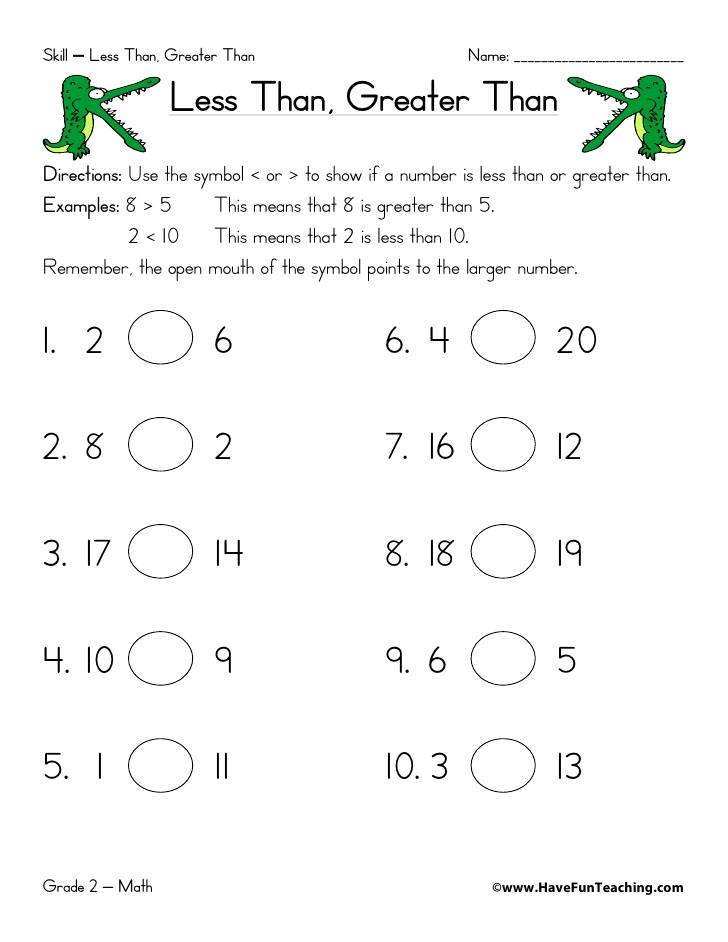 Skill — Less Than, Greater Than Name: ________________________
Less Than, Greater Than
Directions: Use the symbol < or > to show if a number is less than or greater than.
Examples: 8 > 5 This means that 8 is greater than 5.
2 < 10 This means that 2 is less than 10.
Remember, the open mouth of the symbol points to the larger number.
1. 2 6
6. 4 20
2. 8 2
7. 16 12
3. 17 14
8. 18 19
4. 10 9
9. 6 5
5. 1 11
10. 3 13
Grade 2 — Math ©www.HaveFunTeaching.com